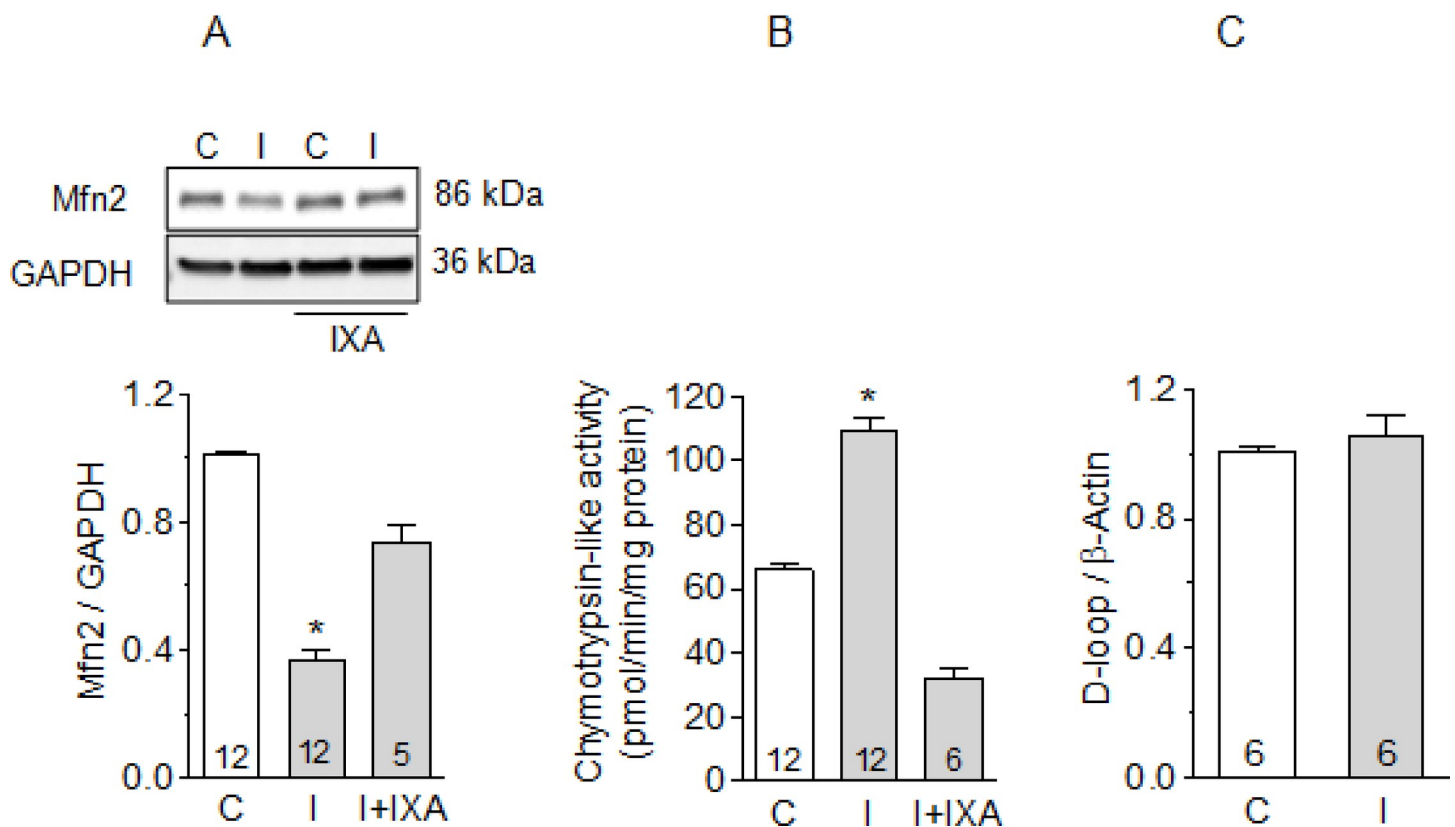 A
B
C
C I C I
Mfn2
86 kDa
GAPDH
36 kDa
IXA
Mfn2 / GAPDH
1.2
0.8
0.4
0.0
12
12
5
*
C I I+IXA
Chymotrypsin-like activity
(pmol/min/mg protein)
120
100
80
60
40
20
0
12
12
6
*
C I I+IXA
D-loop / β-Actin
1.2
0.8
0.4
0.0
6
6
C I